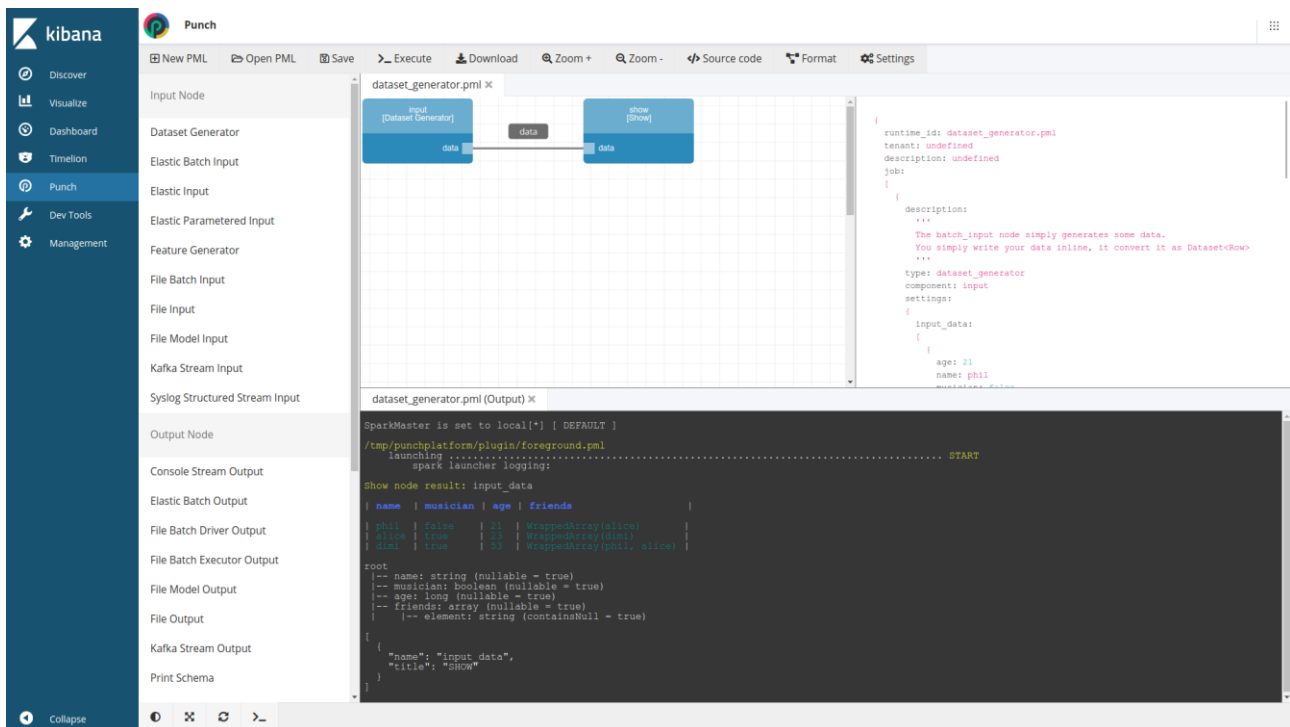 kibana
Discover
Visualize
Dashboard
Timelion
Punch
Dev Tools
Management
Collapse
Punch
New PML Open PML Save Execute Download Zoom + Zoom - Source code Format Settings
Input Node
Dataset Generator
Elastic Batch Input
Elastic Input
Elastic Parametered Input
Feature Generator
File Batch Input
File Input
File Model Input
Kafka Stream Input
Syslog Structured Stream Input
Output Node
Console Stream Output
Elastic Batch Output
File Batch Driver Output
File Batch Executor Output
File Model Output
File Output
Kafka Stream Output
Print Schema
dataset_generator.pml ×
input
[Dataset Generator]
data
data
show
[Show]
data
{
runtime_id: dataset_generator.pml
tenant: undefined
description: undefined
job:
[
{
description:
'''
The batch_input node simply generates some data.
You simply write your data inline, it convert it as Dataset<Row>
'''
type: dataset_generator
component: input
settings:
{
input_data:
[
{
age: 21
name: phil
musician: false
dataset_generator.pml (Output) ×
SparkMaster is set to local[*] [ DEFAULT ]
/tmp/punchplatform/plugin/foreground.pml
launching ........................................................................................ START
spark launcher logging:
Show node result: input_data
| name | musician | age | friends |
| phil | false | 21 | WrappedArray(alice) |
| alice | true | 23 | WrappedArray(dimi) |
| dimi | true | 53 | WrappedArray(phil, alice) |
root
|-- name: string (nullable = true)
|-- musician: boolean (nullable = true)
|-- age: long (nullable = true)
|-- friends: array (nullable = true)
| |-- element: string (containsNull = true)
[
{
"name": "input_data",
"title": "SHOW"
}
]